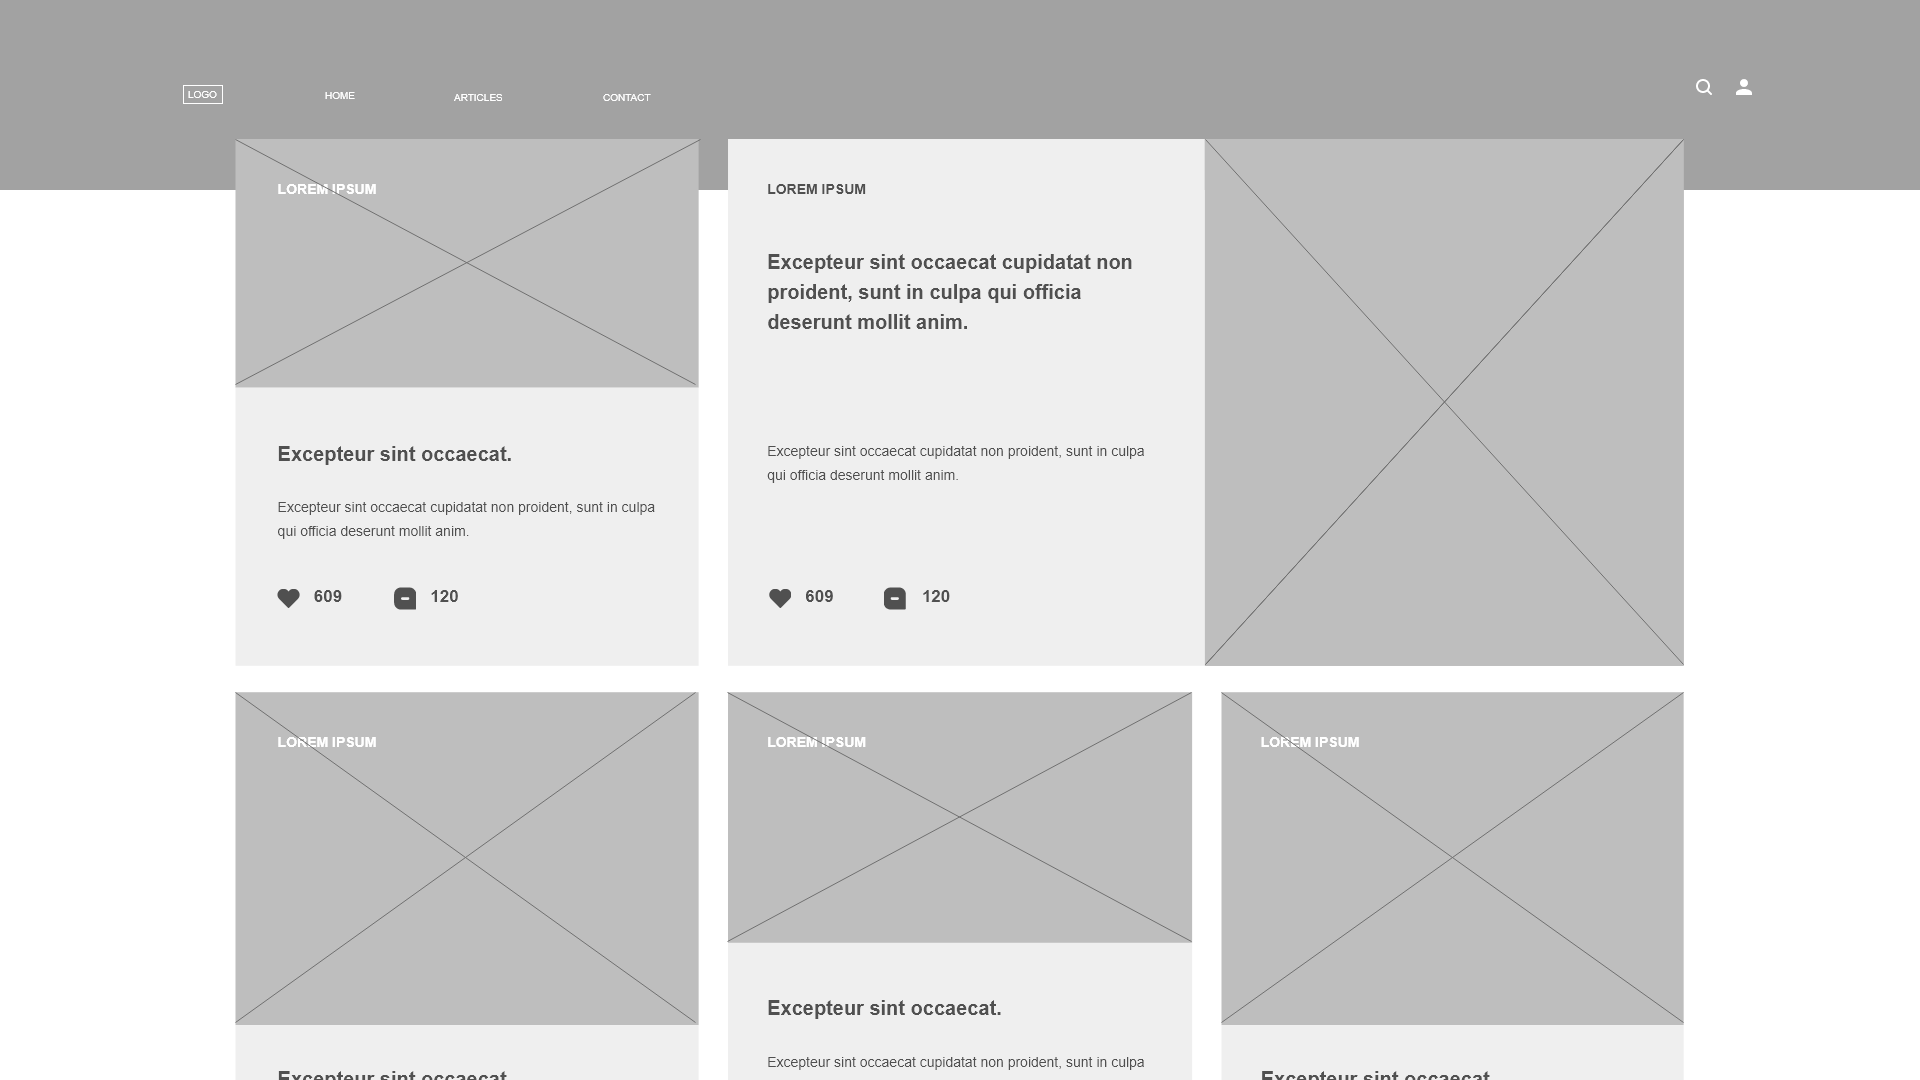 LOGO
HOME
ARTICLES
CONTACT
LOREM IPSUM
Excepteur sint occaecat.
Excepteur sint occaecat cupidatat non proident, sunt in culpa
qui officia deserunt mollit anim.
609
120
LOREM IPSUM
Excepteur sint occaecat cupidatat non
proident, sunt in culpa qui officia
deserunt mollit anim.
Excepteur sint occaecat cupidatat non proident, sunt in culpa
qui officia deserunt mollit anim.
609
120
LOREM IPSUM
Excepteur sint occaecat.
LOREM IPSUM
Excepteur sint occaecat.
Excepteur sint occaecat cupidatat non proident, sunt in culpa
LOREM IPSUM
Excepteur sint occaecat.